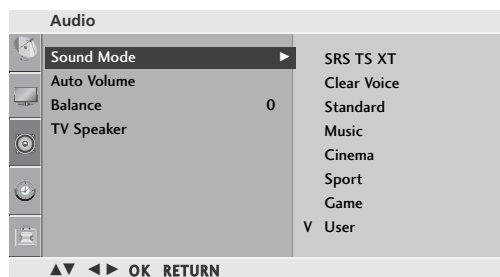 Audio
Sound Mode ►
Auto Volume
Balance 0
TV Speaker
SRS TS XT
Clear Voice
Standard
Music
Cinema
Sport
Game
V User
▲▼ ◄► OK RETURN